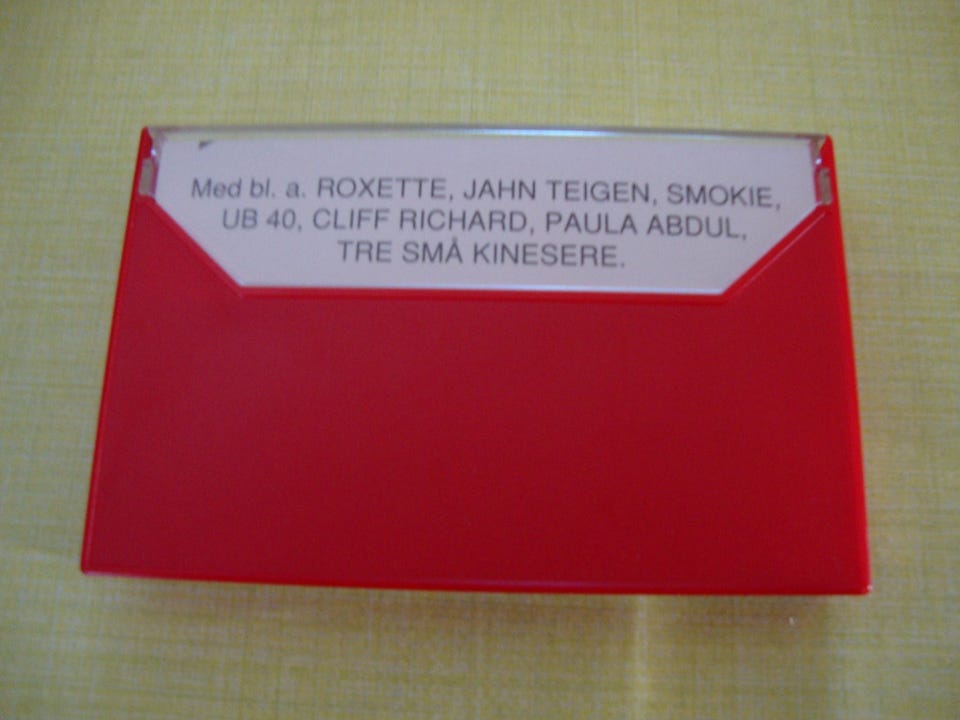 Med bl. a. ROXETTE, JAHN TEIGEN, SMOKIE,
UB 40, CLIFF RICHARD, PAULA ABDUL,
TRE SMÅ KINESERE.